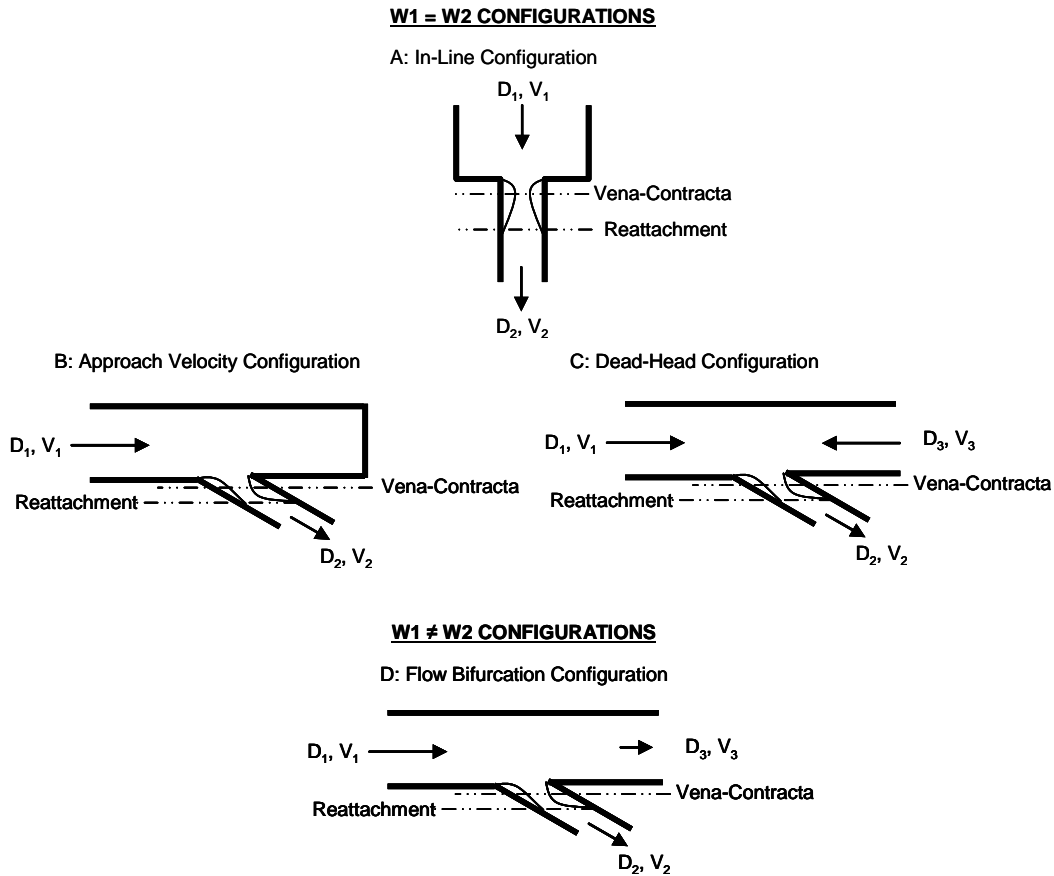 W1 = W2 CONFIGURATIONS
A: In-Line Configuration
D1, V1
Vena-Contracta
Reattachment
D2, V2
B: Approach Velocity Configuration
D1, V1
Vena-Contracta
Reattachment
D2, V2
C: Dead-Head Configuration
D1, V1
D3, V3
Vena-Contracta
Reattachment
D2, V2
W1 ≠ W2 CONFIGURATIONS
D: Flow Bifurcation Configuration
D1, V1
D3, V3
Vena-Contracta
Reattachment
D2, V2